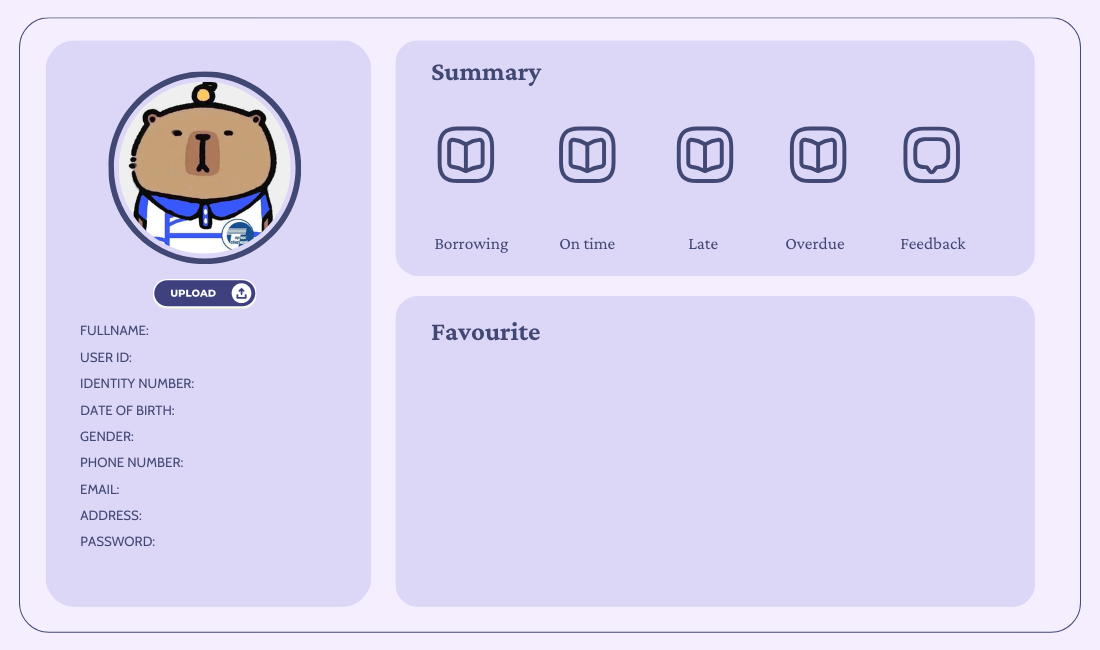 UPLOAD
FULLNAME:
USER ID:
IDENTITY NUMBER:
DATE OF BIRTH:
GENDER:
PHONE NUMBER:
EMAIL:
ADDRESS:
PASSWORD:
Summary
Borrowing On time Late Overdue Feedback
Favourite